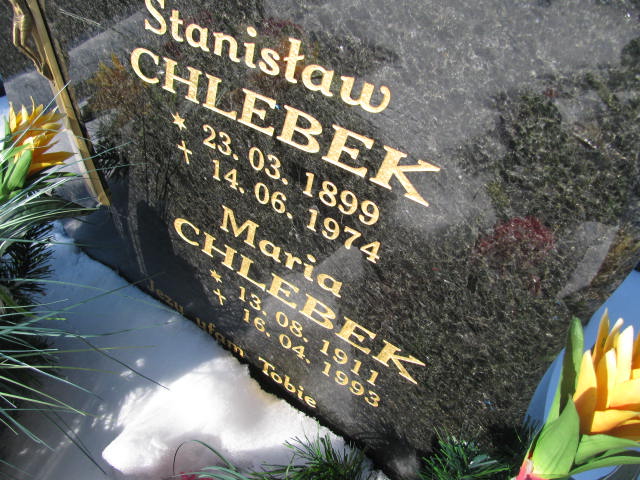 Stanisław
CHLEBEK
* 23. 03. 1899
✝ 14. 06. 1974
Maria
CHLEBEK
* 13. 08. 1911
✝ 16. 04. 1993
Jezu ufam Tobie